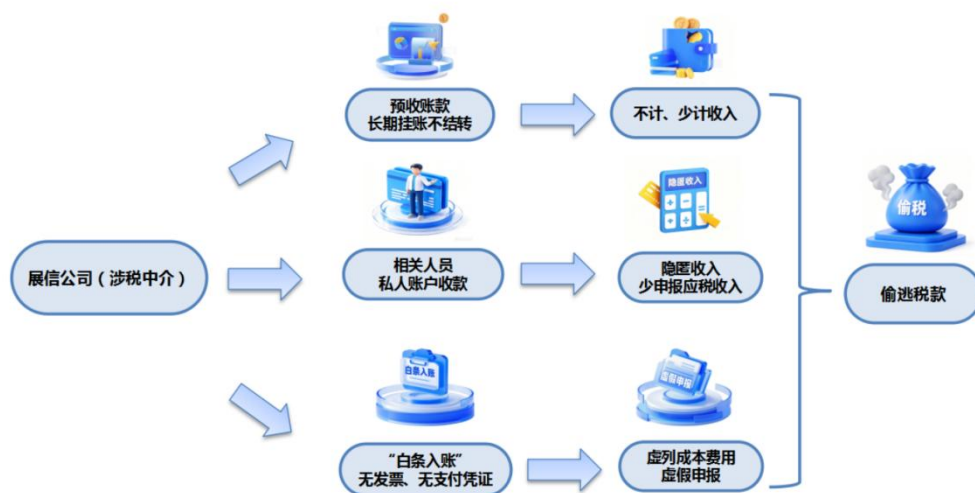 预收账款
长期挂账不结转
不计、少计收入
隐匿收入
偷税
展信公司（涉税中介）
相关人员
私人账户收款
隐匿收入
少申报应税收入
偷逃税款
白条入账
虚假申报
“白条入账”
无发票、无支付凭证
虚列成本费用
虚假申报